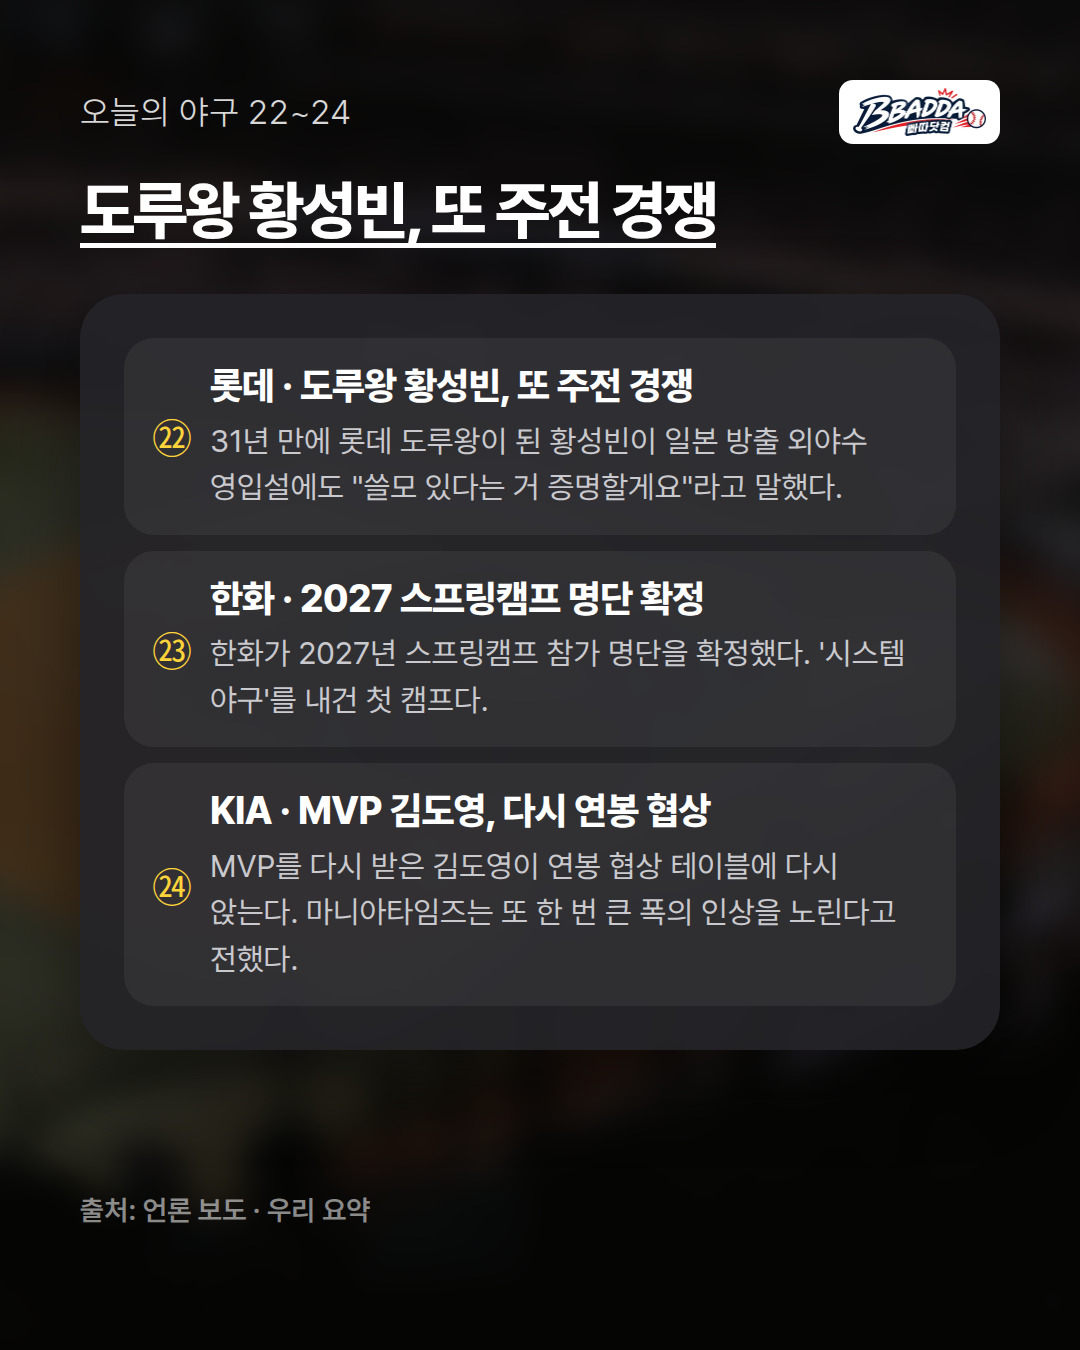 오늘의 야구 22~24
BBADDA
빠따닷컴
도루왕 황성빈, 또 주전 경쟁
롯데 · 도루왕 황성빈, 또 주전 경쟁
㉒
31년 만에 롯데 도루왕이 된 황성빈이 일본 방출 외야수
영입설에도 "쓸모 있다는 거 증명할게요"라고 말했다.
한화 · 2027 스프링캠프 명단 확정
㉓
한화가 2027년 스프링캠프 참가 명단을 확정했다. '시스템
야구'를 내건 첫 캠프다.
KIA · MVP 김도영, 다시 연봉 협상
㉔
MVP를 다시 받은 김도영이 연봉 협상 테이블에 다시
앉는다. 마니아타임즈는 또 한 번 큰 폭의 인상을 노린다고
전했다.
출처: 언론 보도 · 우리 요약